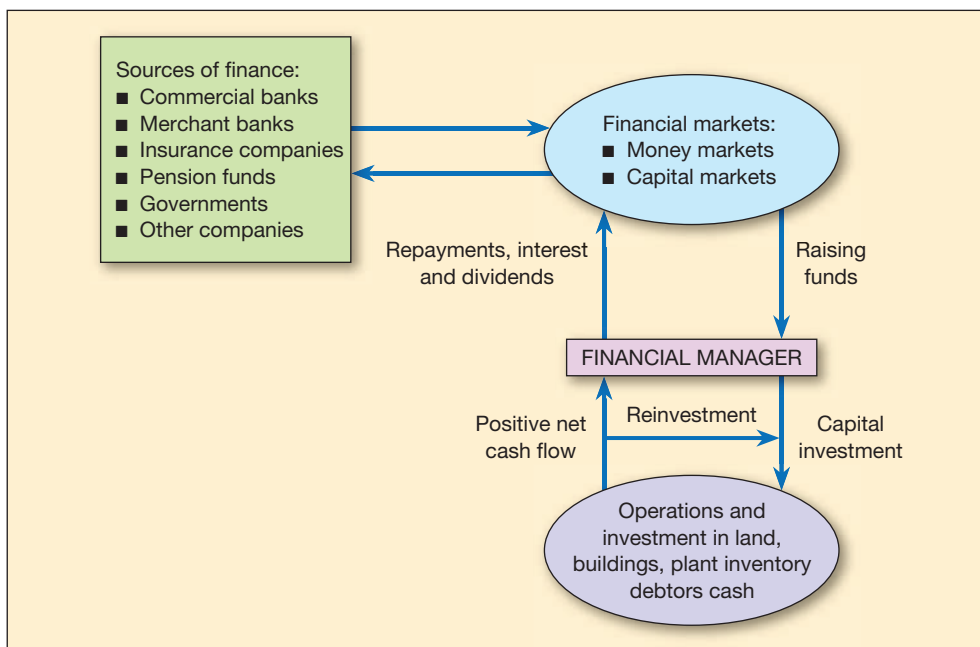 Sources of finance:
■ Commercial banks
■ Merchant banks
■ Insurance companies
■ Pension funds
■ Governments
■ Other companies
Financial markets:
■ Money markets
■ Capital markets
Repayments, interest
and dividends
Raising
funds
FINANCIAL MANAGER
Positive net
cash flow
Reinvestment
Capital
investment
Operations and
investment in land,
buildings, plant inventory
debtors cash